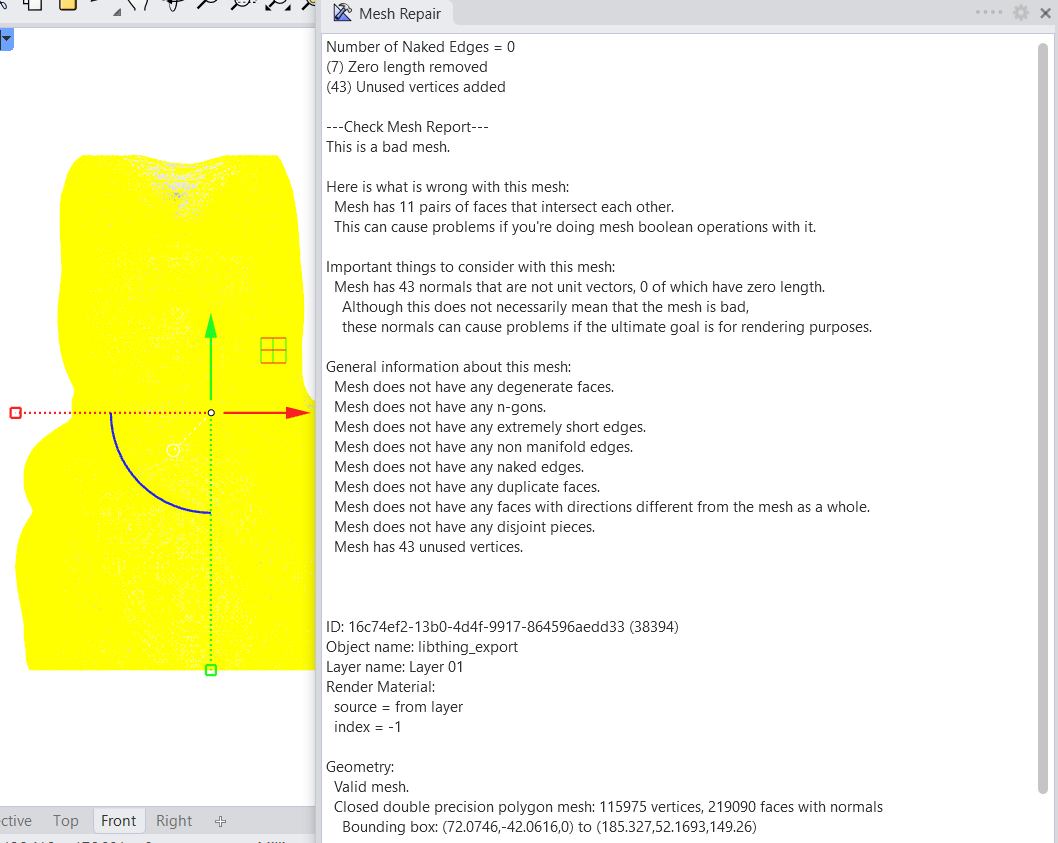 Mesh Repair
Number of Naked Edges = 0
(7) Zero length removed
(43) Unused vertices added
---Check Mesh Report---
This is a bad mesh.
Here is what is wrong with this mesh:
Mesh has 11 pairs of faces that intersect each other.
This can cause problems if you're doing mesh boolean operations with it.
Important things to consider with this mesh:
Mesh has 43 normals that are not unit vectors, 0 of which have zero length.
Although this does not necessarily mean that the mesh is bad,
these normals can cause problems if the ultimate goal is for rendering purposes.
General information about this mesh:
Mesh does not have any degenerate faces.
Mesh does not have any n-gons.
Mesh does not have any extremely short edges.
Mesh does not have any non manifold edges.
Mesh does not have any naked edges.
Mesh does not have any duplicate faces.
Mesh does not have any faces with directions different from the mesh as a whole.
Mesh does not have any disjoint pieces.
Mesh has 43 unused vertices.
ID: 16c74ef2-13b0-4d4f-9917-864596aedd33 (38394)
Object name: libthing_export
Layer name: Layer 01
Render Material:
source = from layer
index = -1
Geometry:
Valid mesh.
Closed double precision polygon mesh: 115975 vertices, 219090 faces with normals
Bounding box: (72.0746,-42.0616,0) to (185.327,52.1693,149.26)
ective Top Front Right